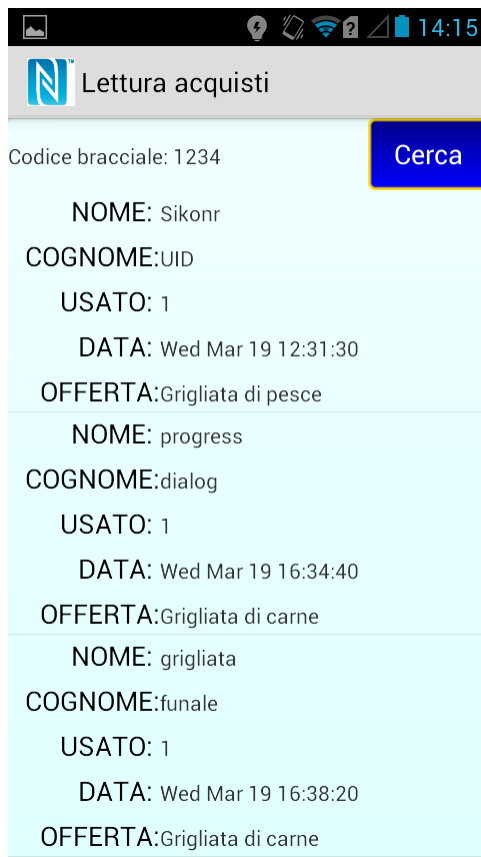 14:15
Lettura acquisti
Codice bracciale: 1234
Cerca
NOME: Sikonr
COGNOME:UID
USATO: 1
DATA: Wed Mar 19 12:31:30
OFFERTA:Grigliata di pesce
NOME: progress
COGNOME:dialog
USATO: 1
DATA: Wed Mar 19 16:34:40
OFFERTA:Grigliata di carne
NOME: grigliata
COGNOME:funale
USATO: 1
DATA: Wed Mar 19 16:38:20
OFFERTA:Grigliata di carne